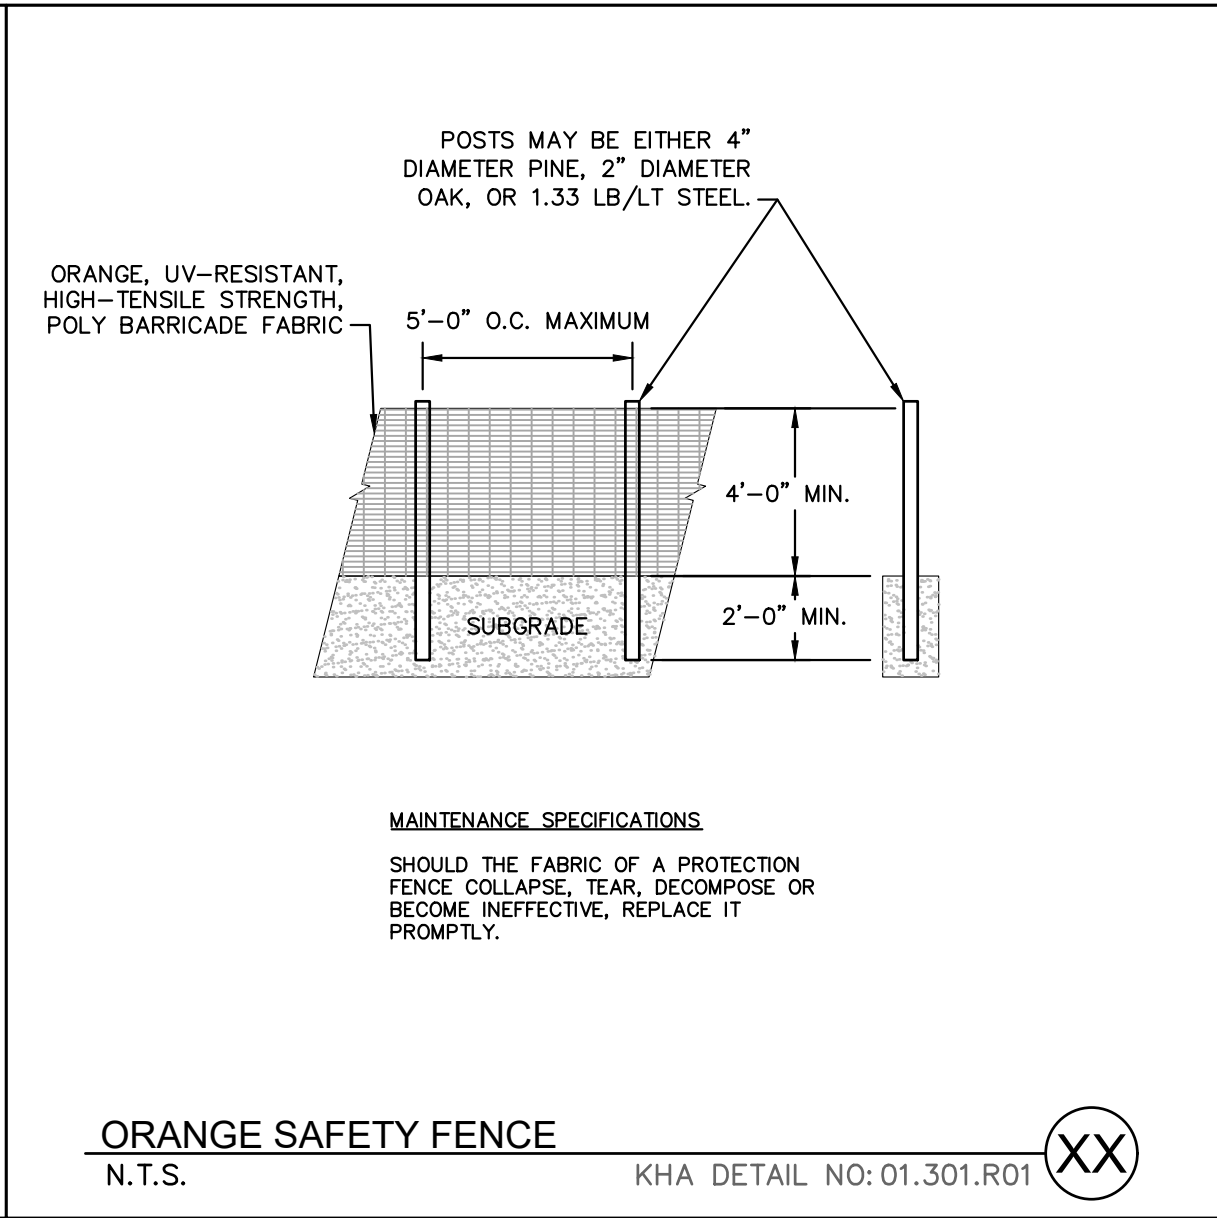 POSTS MAY BE EITHER 4”
DIAMETER PINE, 2” DIAMETER
OAK, OR 1.33 LB/LT STEEL.
ORANGE, UV-RESISTANT,
HIGH-TENSILE STRENGTH,
POLY BARRICADE FABRIC
5’-0” O.C. MAXIMUM
4’-0” MIN.
2’-0” MIN.
SUBGRADE
MAINTENANCE SPECIFICATIONS
SHOULD THE FABRIC OF A PROTECTION
FENCE COLLAPSE, TEAR, DECOMPOSE OR
BECOME INEFFECTIVE, REPLACE IT
PROMPTLY.
ORANGE SAFETY FENCE
N.T.S.
KHA DETAIL NO: 01.301.R01
XX